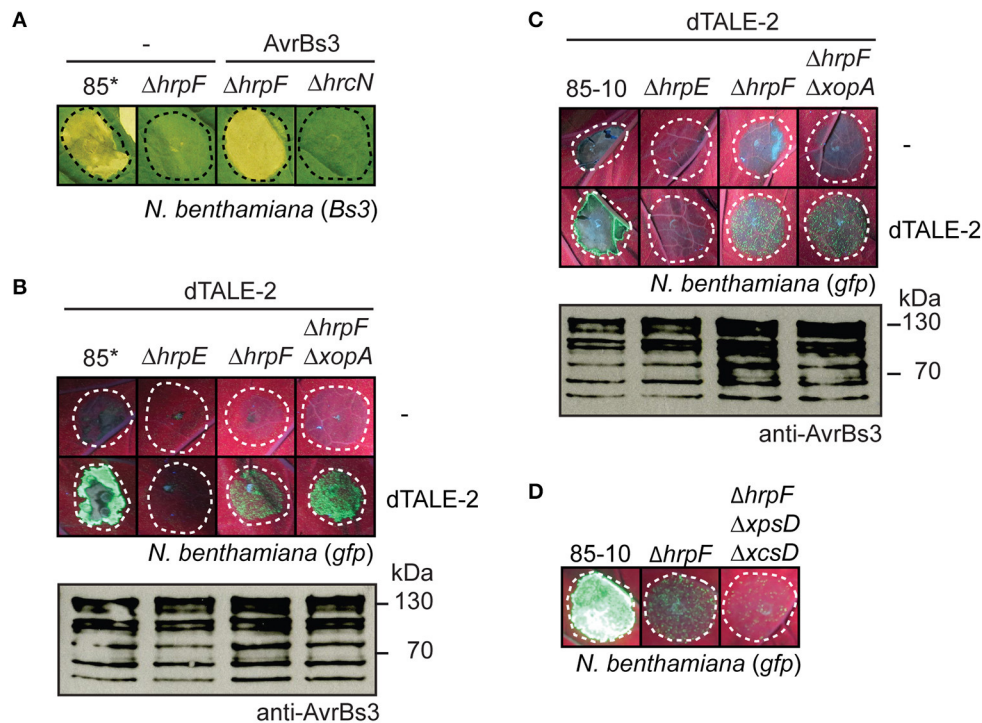 A
- AvrBs3
85* ΔhrpF ΔhrpF ΔhrcN
N. benthamiana (Bs3)
B
dTALE-2
ΔhrpF
85* ΔhrpE ΔhrpF ΔxopA
-
dTALE-2
N. benthamiana (gfp)
kDa
130
70
anti-AvrBs3
C
dTALE-2
ΔhrpF
85-10 ΔhrpE ΔhrpF ΔxopA
-
dTALE-2
N. benthamiana (gfp)
kDa
130
70
anti-AvrBs3
D
ΔhrpF
ΔxpsD
85-10 ΔhrpF ΔxcsD
N. benthamiana (gfp)